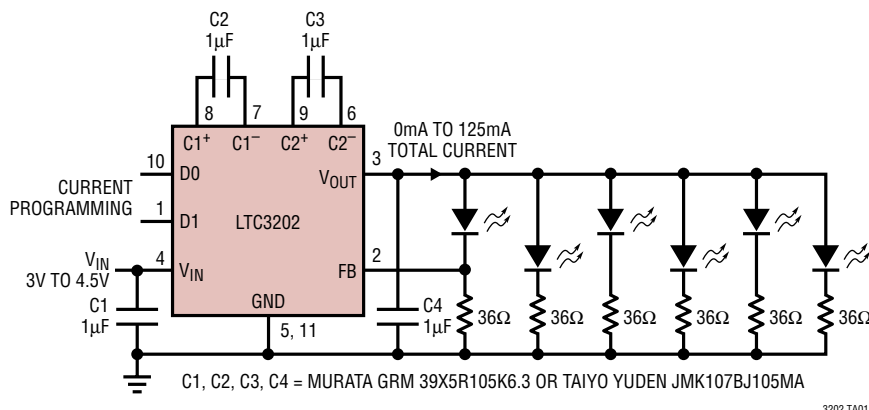 C2
1µF
C3
1µF
8
7
9
6
C1+
C1–
C2+
C2–
0mA TO 125mA
TOTAL CURRENT
10
D0
VOUT
3
CURRENT
PROGRAMMING
1
D1
LTC3202
VIN
3V TO 4.5V
4
VIN
FB
2
GND
5, 11
C1
1µF
C4
1µF
36Ω
36Ω
36Ω
36Ω
36Ω
36Ω
C1, C2, C3, C4 = MURATA GRM 39X5R105K6.3 OR TAIYO YUDEN JMK107BJ105MA
3202 TA01